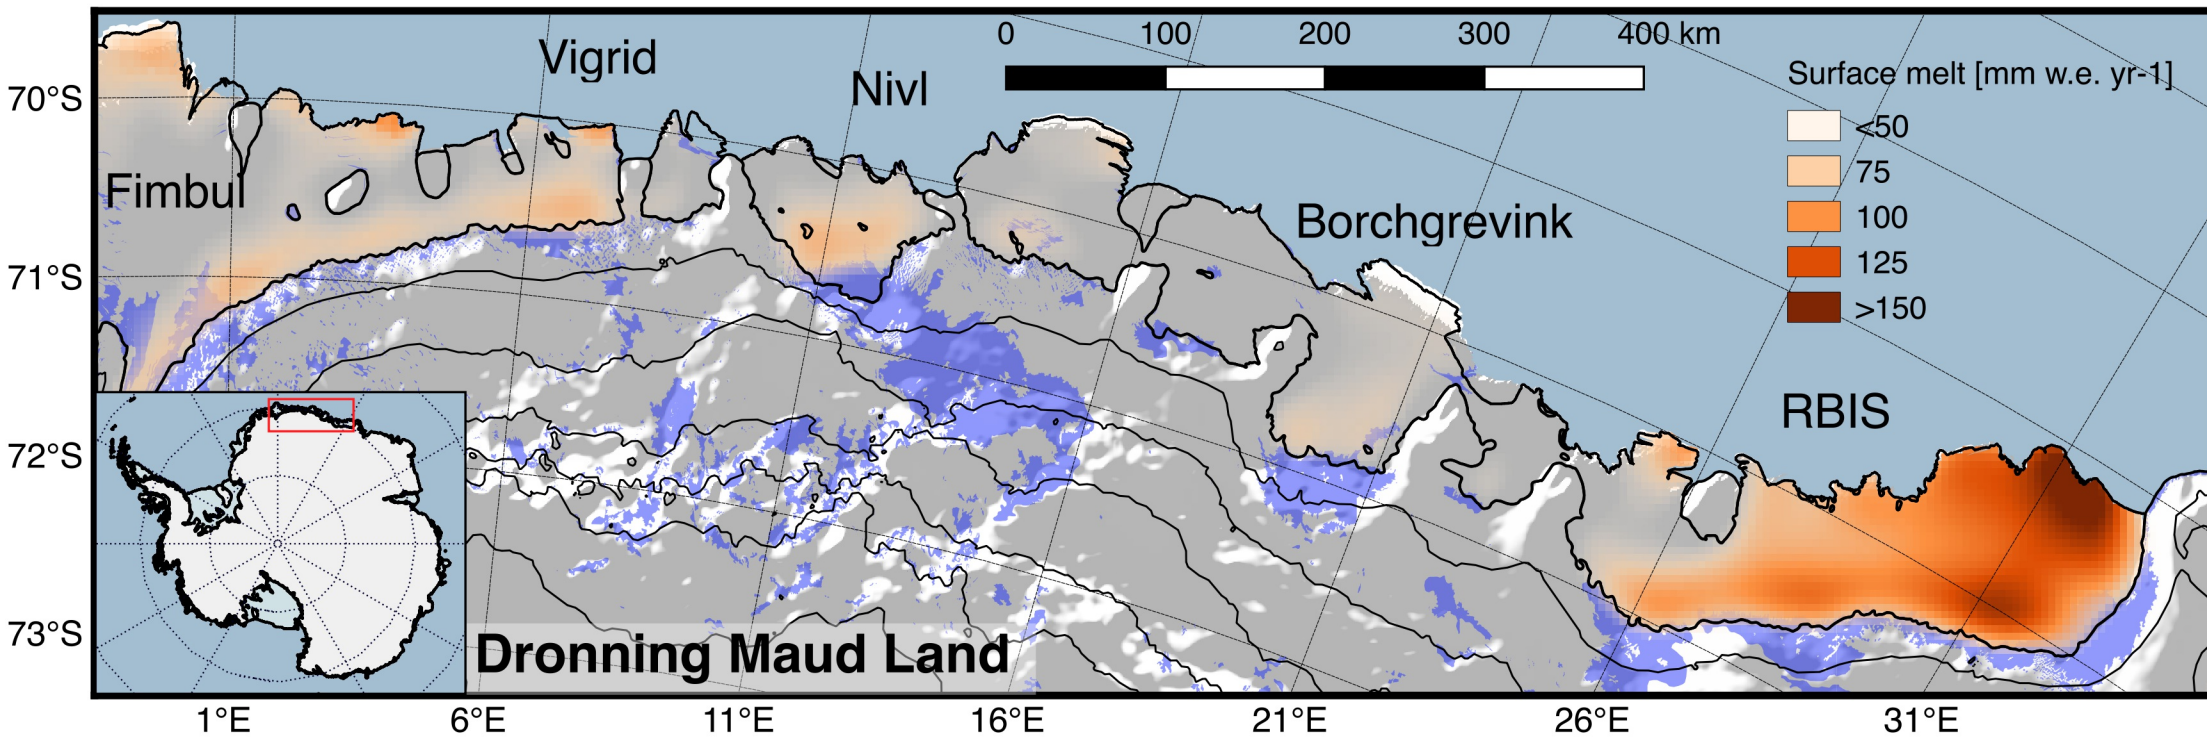 Vigrid
Nivl
0 100 200 300 400 km
Surface melt [mm w.e. yr-1]
<50
75
100
125
>150
70°S
Fimbul
Borchgrevink
71°S
RBIS
72°S
73°S
Dronning Maud Land
1°E 6°E 11°E 16°E 21°E 26°E 31°E